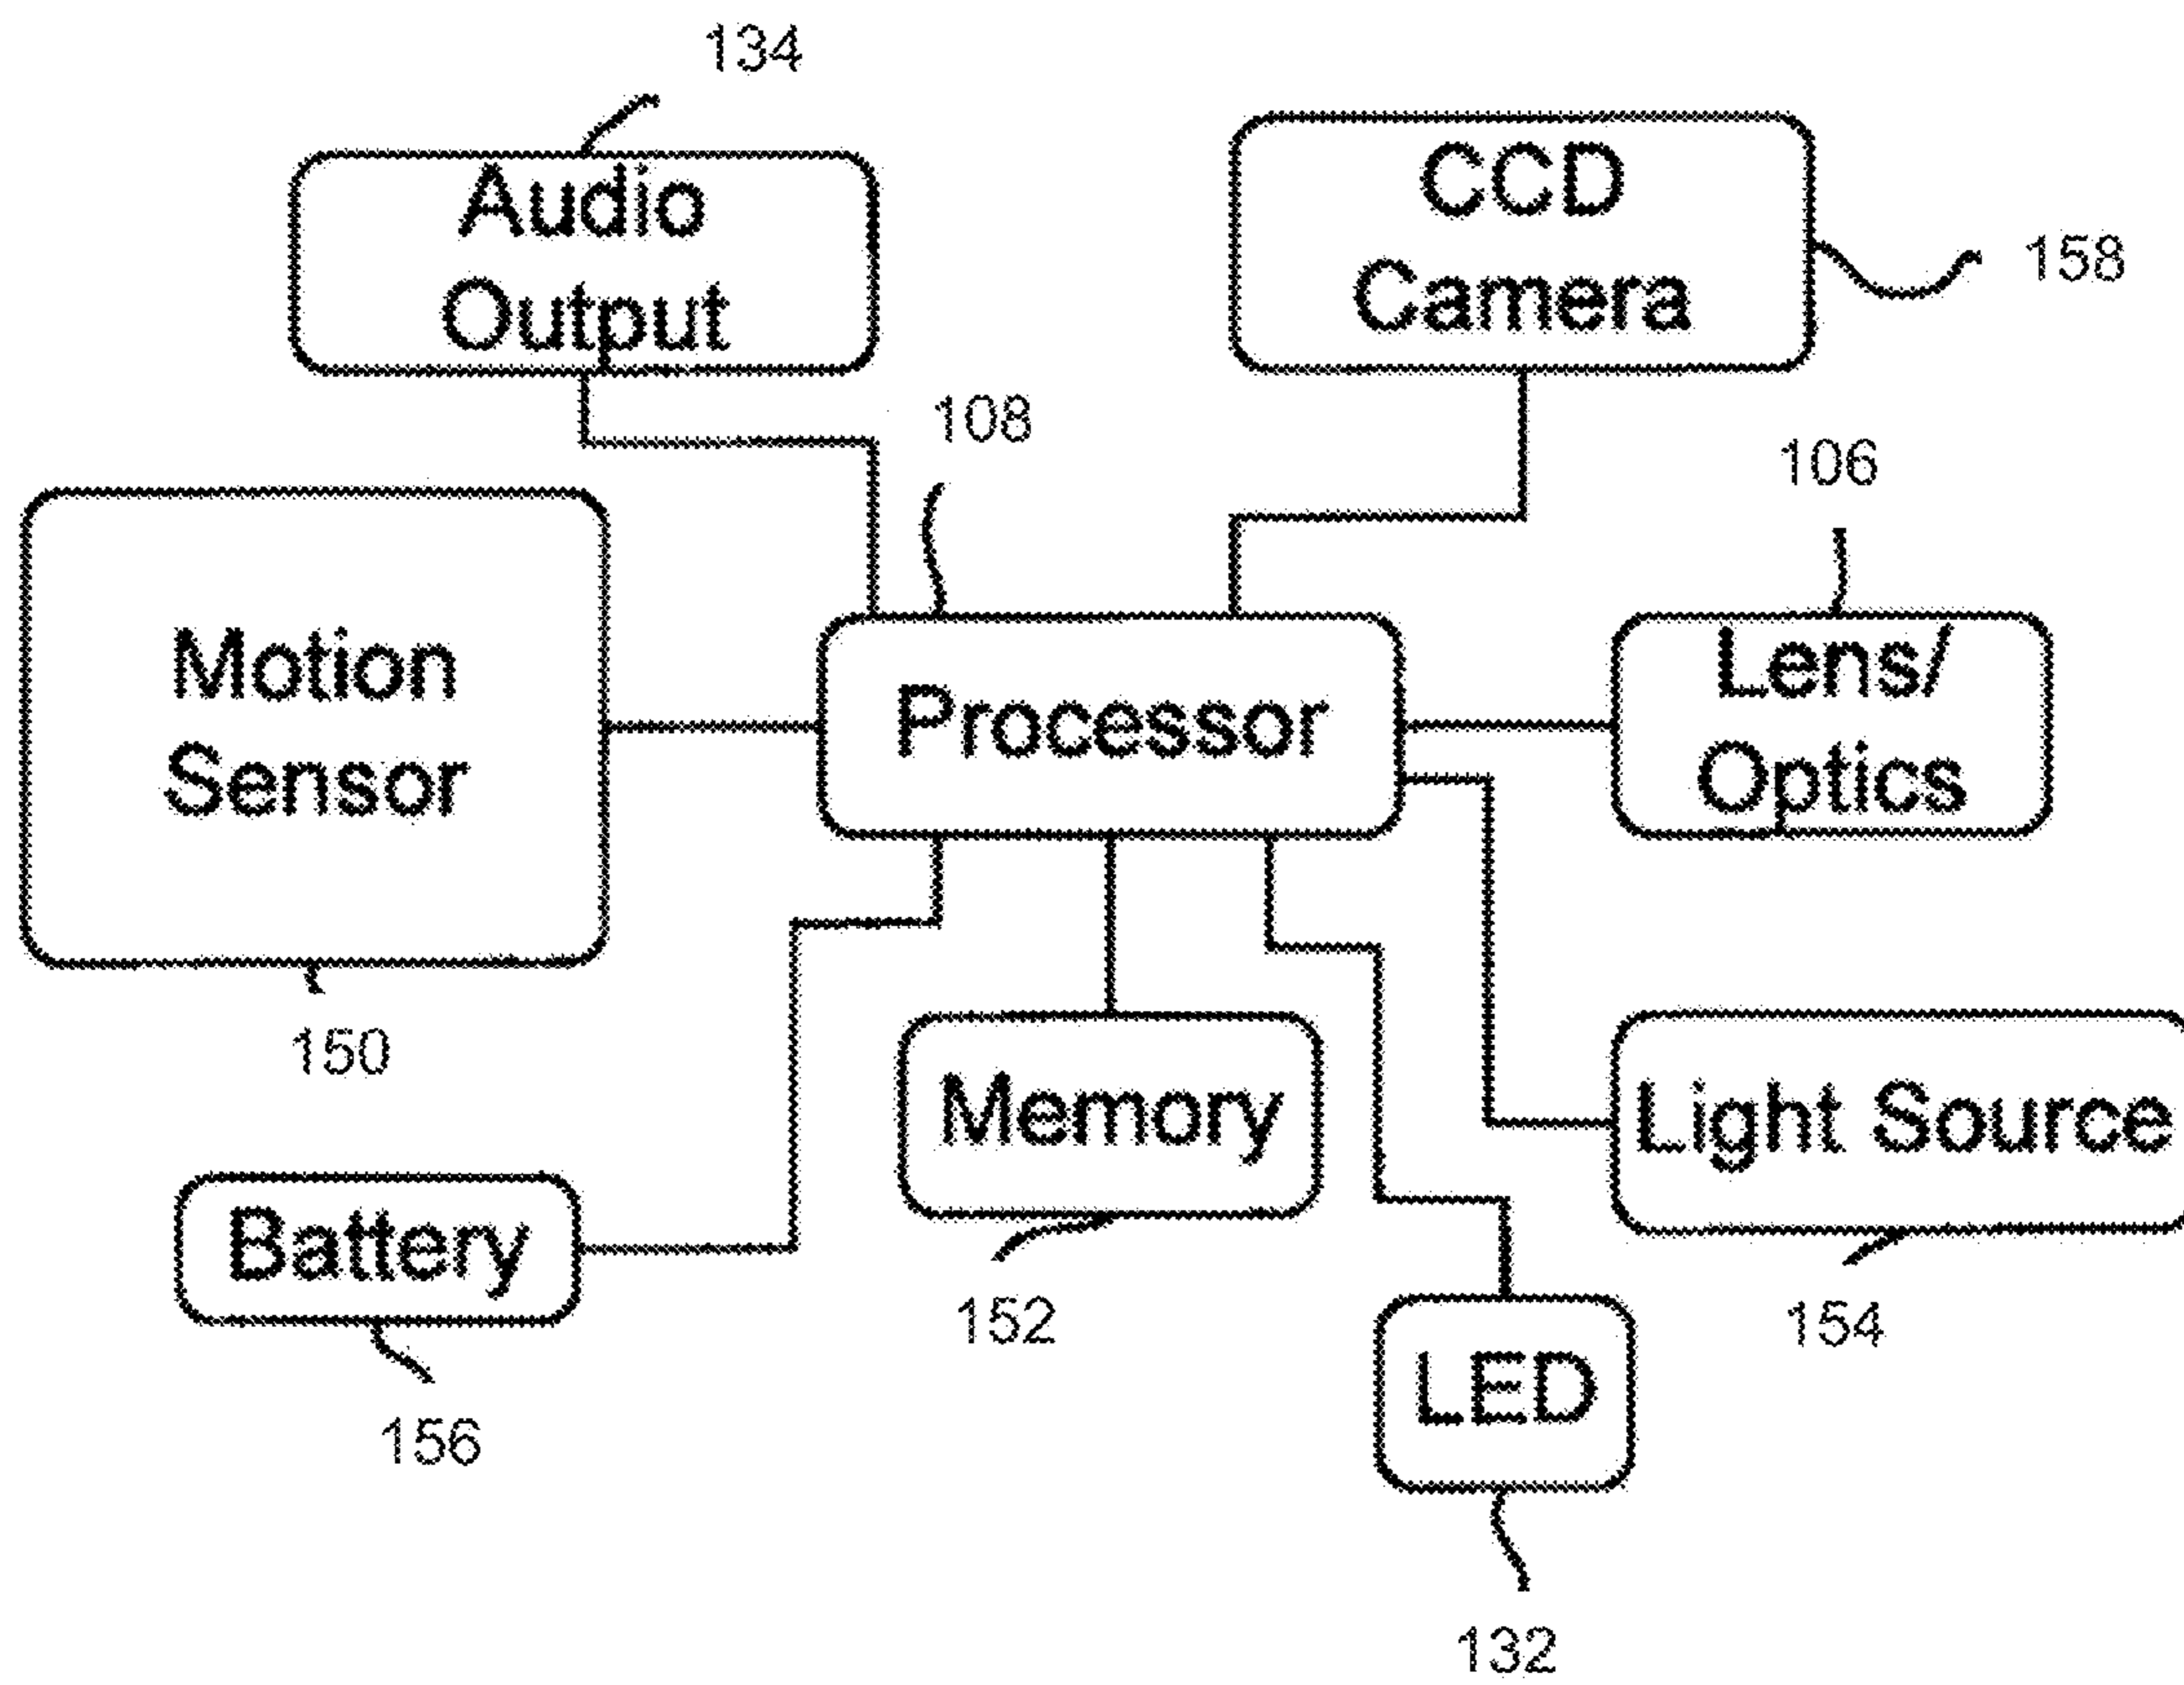 134
Audio
Output
CCD
Camera
158
108
106
Motion
Sensor
Processor
Lens/
Optics
150
Memory
Light Source
Battery
152
154
LED
156
132